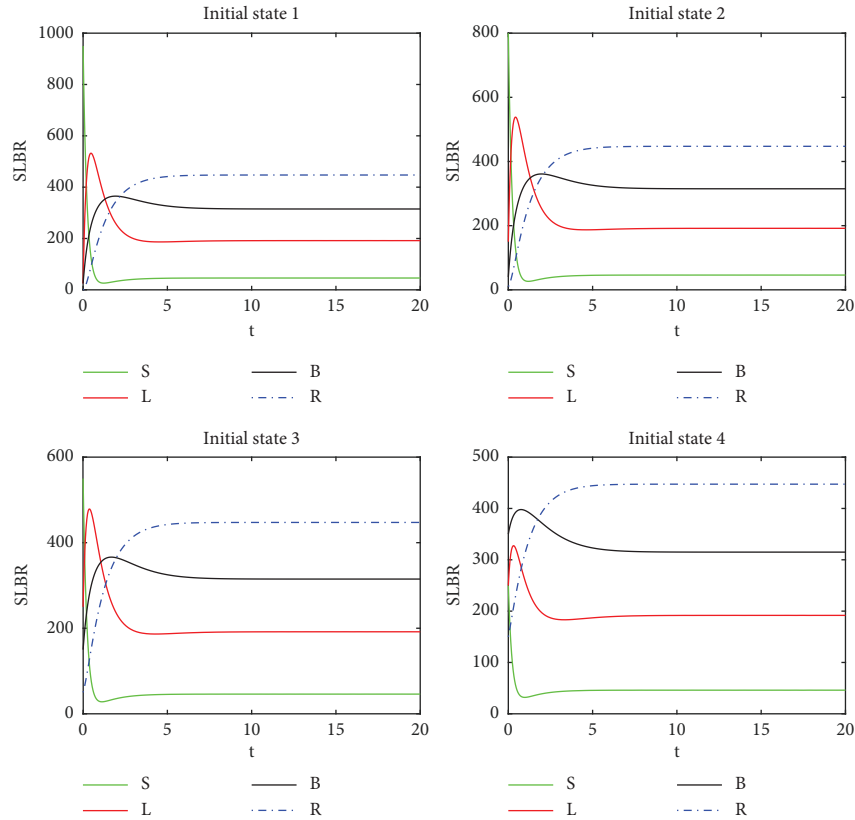 Initial state 1
1000
800
600
400
200
0
SLBR
0 5 10 15 20
t
S B
L R
Initial state 2
800
600
400
200
0
SLBR
0 5 10 15 20
t
S B
L R
Initial state 3
600
400
200
0
SLBR
0 5 10 15 20
t
S B
L R
Initial state 4
500
400
300
200
100
0
SLBR
0 5 10 15 20
t
S B
L R